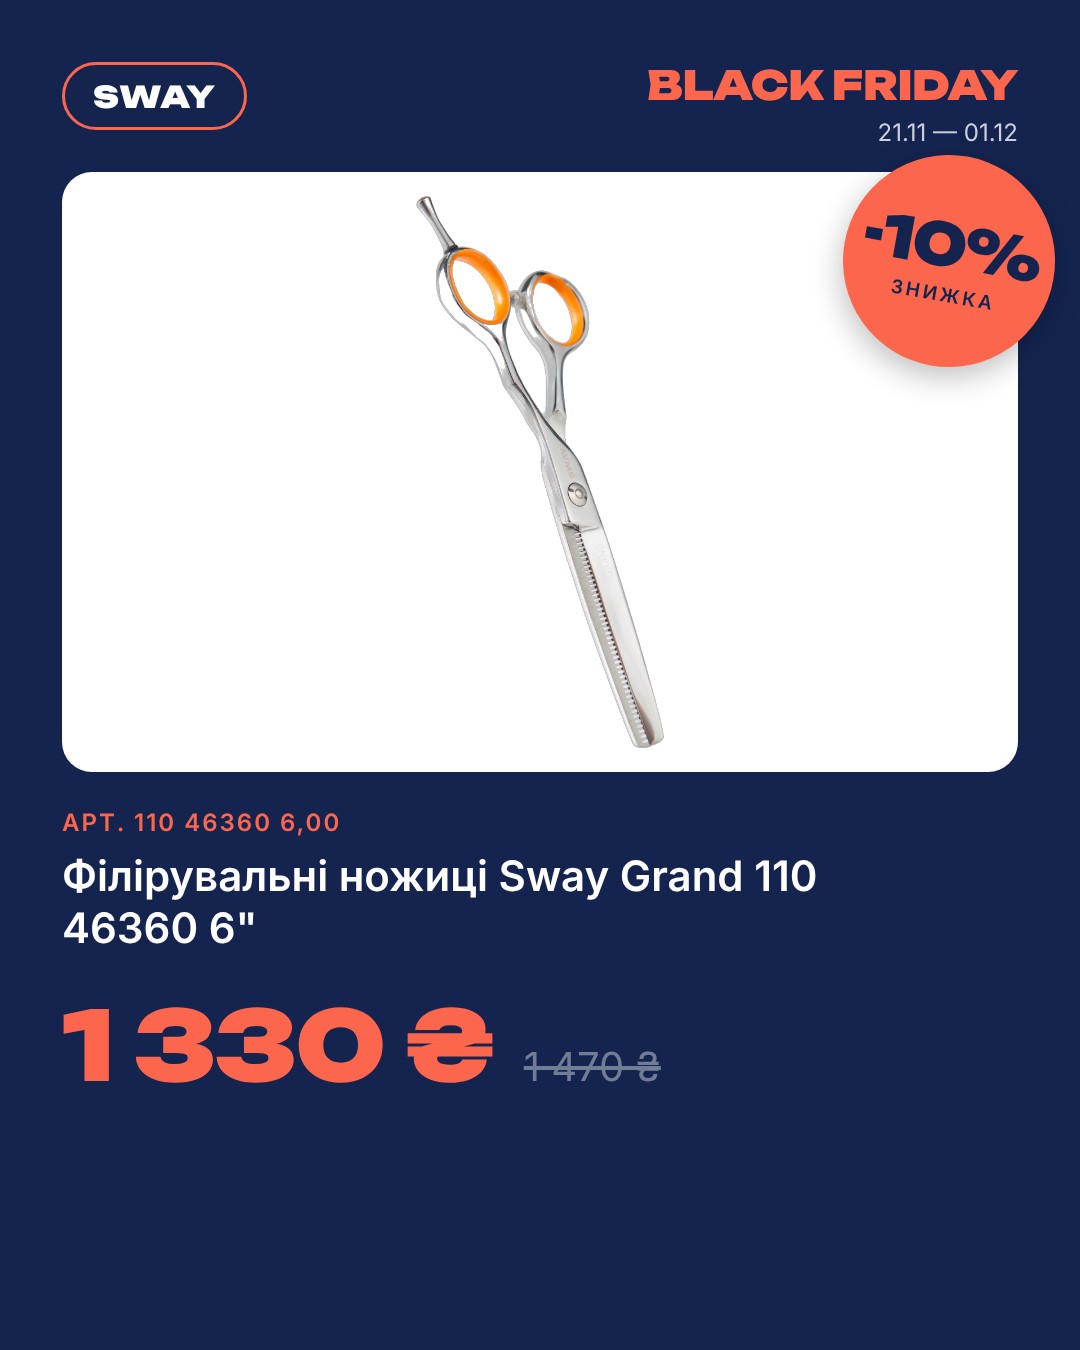 SWAY
BLACK FRIDAY
21.11 — 01.12
-10%
ЗНИЖКА
АРТ. 110 46360 6,00
Філірувальні ножиці Sway Grand 110
46360 6"
1 330 ₴
1 470 ₴